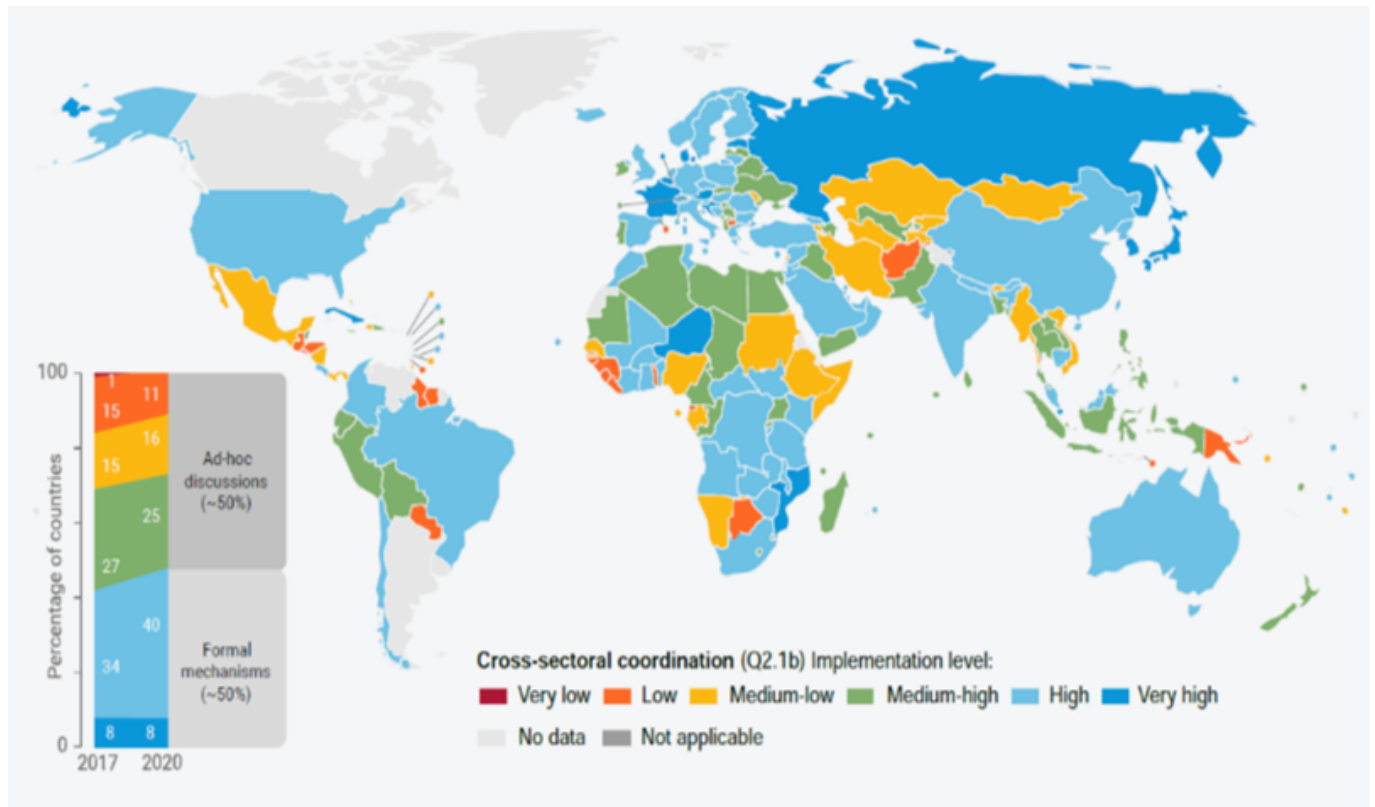 100
1
11
15
16
15
25
27
40
34
8
8
0
2017
2020
Percentage of countries
Ad-hoc
discussions
(~50%)
Formal
mechanisms
(~50%)
Cross-sectoral coordination (Q2.1b) Implementation level:
Very low
Low
Medium-low
Medium-high
High
Very high
No data
Not applicable